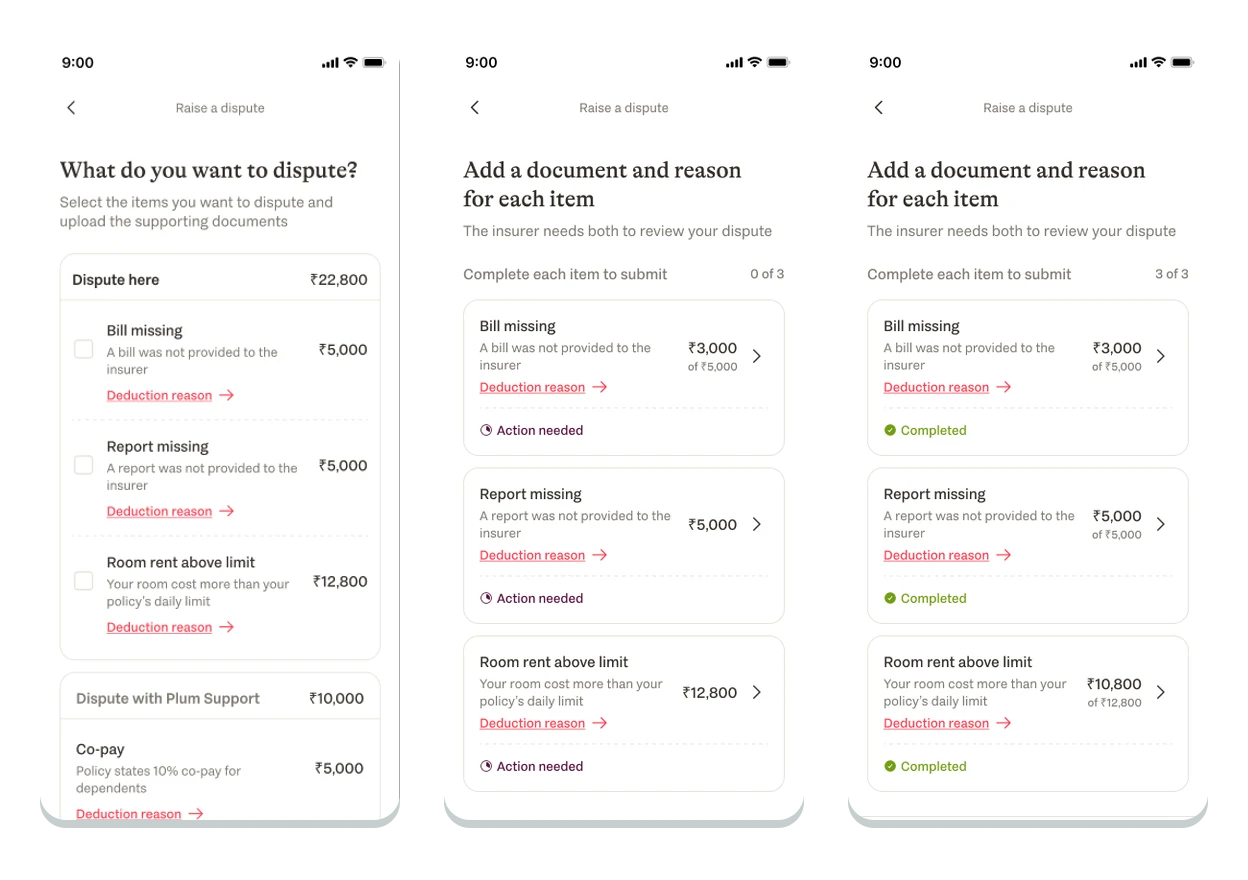 9:00
Raise a dispute
What do you want to dispute?
Select the items you want to dispute and
upload the supporting documents
Dispute here ₹22,800
Bill missing
A bill was not provided to the
insurer
₹5,000
Deduction reason →
Report missing
A report was not provided to the
insurer
₹5,000
Deduction reason →
Room rent above limit
Your room cost more than your
policy’s daily limit
₹12,800
Deduction reason →
Dispute with Plum Support ₹10,000
Co-pay
Policy states 10% co-pay for
dependents
₹5,000
Deduction reason →
9:00
Raise a dispute
Add a document and reason
for each item
The insurer needs both to review your dispute
Complete each item to submit 0 of 3
Bill missing
A bill was not provided to the
insurer
₹3,000
of ₹5,000
Deduction reason →
Action needed
Report missing
A report was not provided to the
insurer
₹5,000
Deduction reason →
Action needed
Room rent above limit
Your room cost more than your
policy’s daily limit
₹12,800
Deduction reason →
Action needed
9:00
Raise a dispute
Add a document and reason
for each item
The insurer needs both to review your dispute
Complete each item to submit 3 of 3
Bill missing
A bill was not provided to the
insurer
₹3,000
of ₹5,000
Deduction reason →
Completed
Report missing
A report was not provided to the
insurer
₹5,000
of ₹5,000
Deduction reason →
Completed
Room rent above limit
Your room cost more than your
policy’s daily limit
₹10,800
of ₹12,800
Deduction reason →
Completed